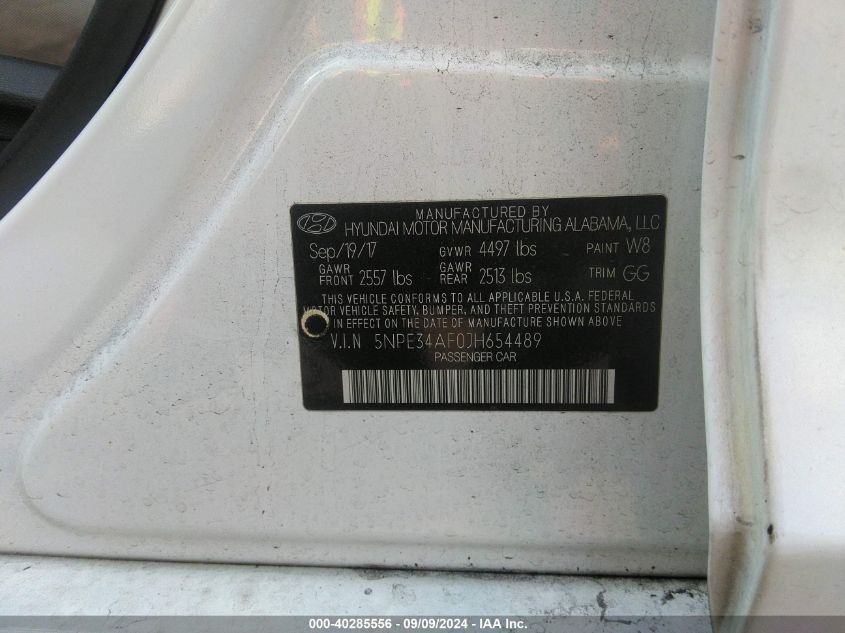 MANUFACTURED BY
HYUNDAI MOTOR MANUFACTURING ALABAMA, LLC
Sep/19/17 GVWR 4497 lbs PAINT W8
GAWR FRONT 2557 lbs GAWR REAR 2513 lbs TRIM GG
THIS VEHICLE CONFORMS TO ALL APPLICABLE U.S.A. FEDERAL
MOTOR VEHICLE SAFETY, BUMPER, AND THEFT PREVENTION STANDARDS
IN EFFECT ON THE DATE OF MANUFACTURE SHOWN ABOVE
V.I.N 5NPE34AF0JH654489
PASSENGER CAR
000-40285556 - 09/09/2024 - IAA Inc.